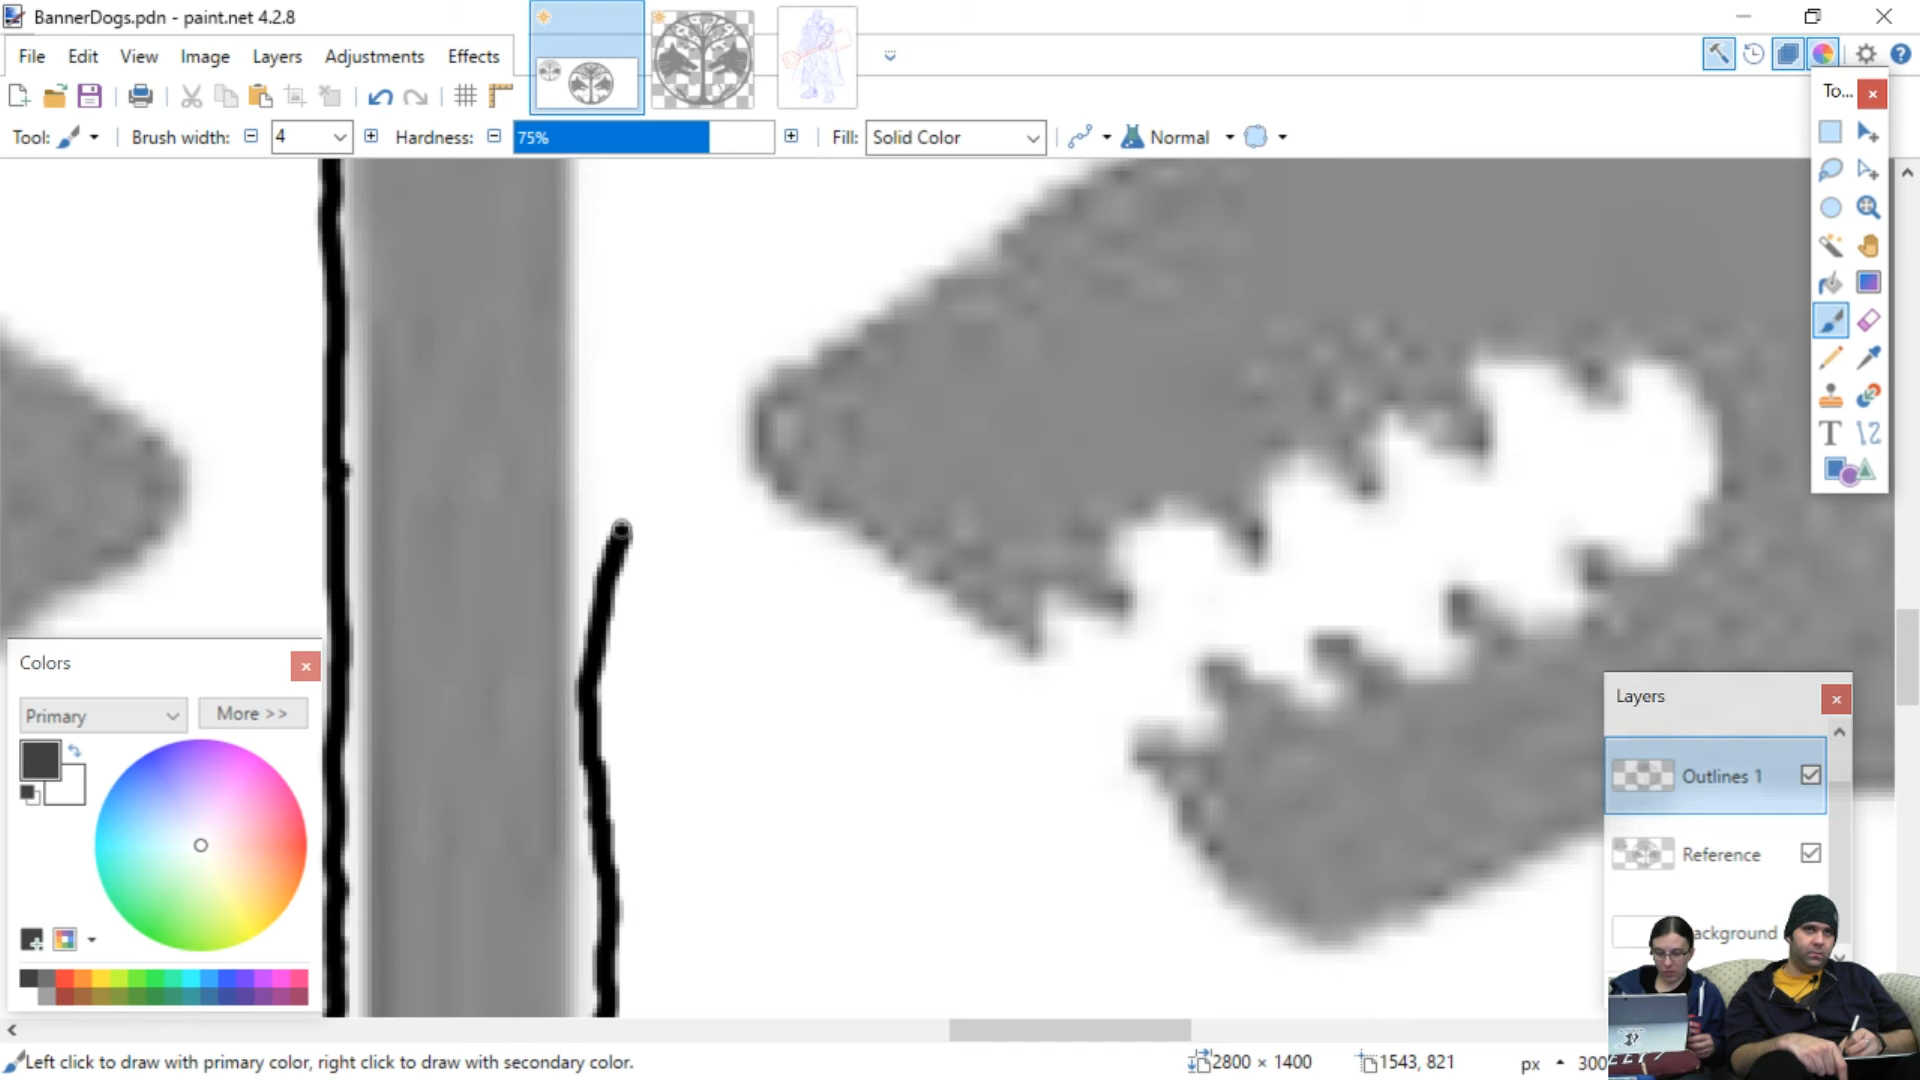 BannerDogs.pdn - paint.net 4.2.8
File Edit View Image Layers Adjustments Effects
Tool: Brush width: 4 Hardness: 75% Fill: Solid Color Normal
To...
Colors
Primary More >>
Layers
Outlines 1
Reference
ackground
Left click to draw with primary color, right click to draw with secondary color.
2800 × 1400 1543, 821 px 300